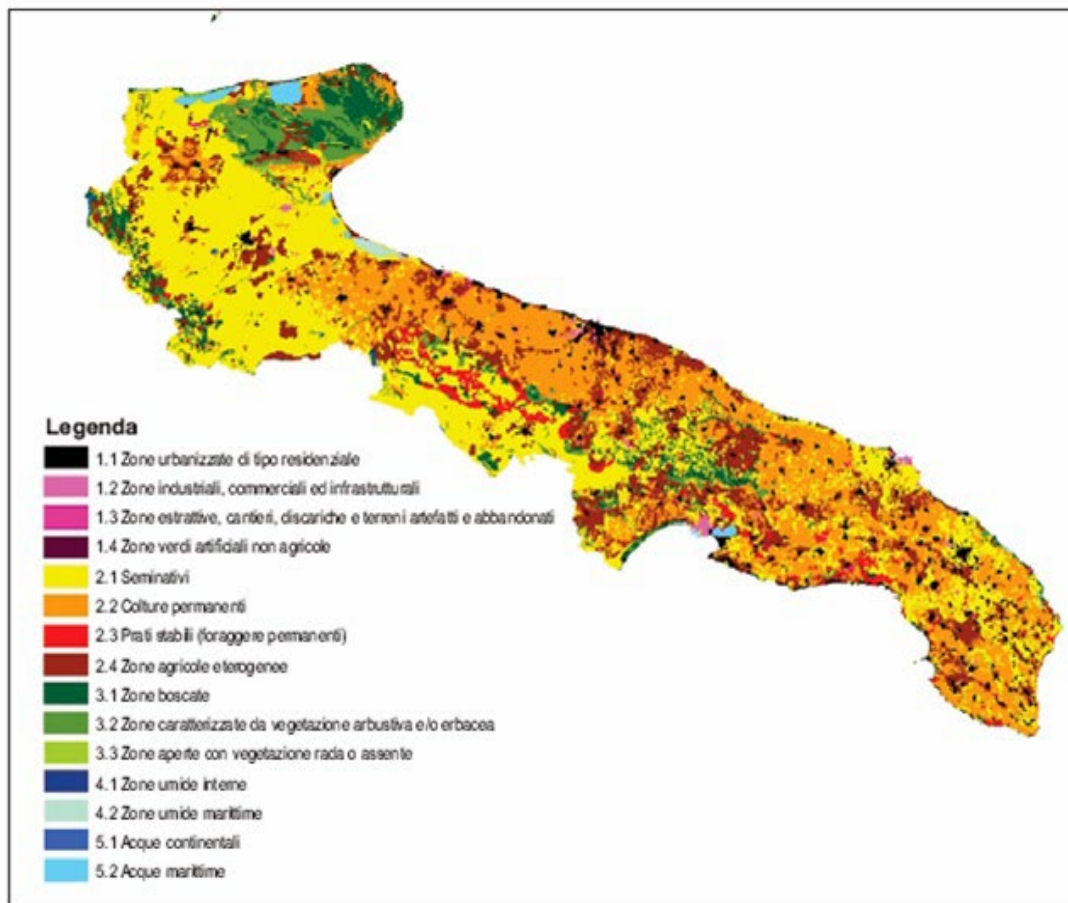 Legenda
1.1 Zone urbanizzate di tipo residenziale
1.2 Zone industriali, commerciali ed infrastrutturali
1.3 Zone estrattive, cantieri, discariche e terreni artefatti e abbandonati
1.4 Zone verdi artificiali non agricole
2.1 Seminativi
2.2 Colture permanenti
2.3 Prati stabili (foraggere permanenti)
2.4 Zone agricole eterogenee
3.1 Zone boscate
3.2 Zone caratterizzate da vegetazione arbustiva e/o erbacea
3.3 Zone aperte con vegetazione rada o assente
4.1 Zone umide interne
4.2 Zone umide marittime
5.1 Acque continentali
5.2 Acque marittime